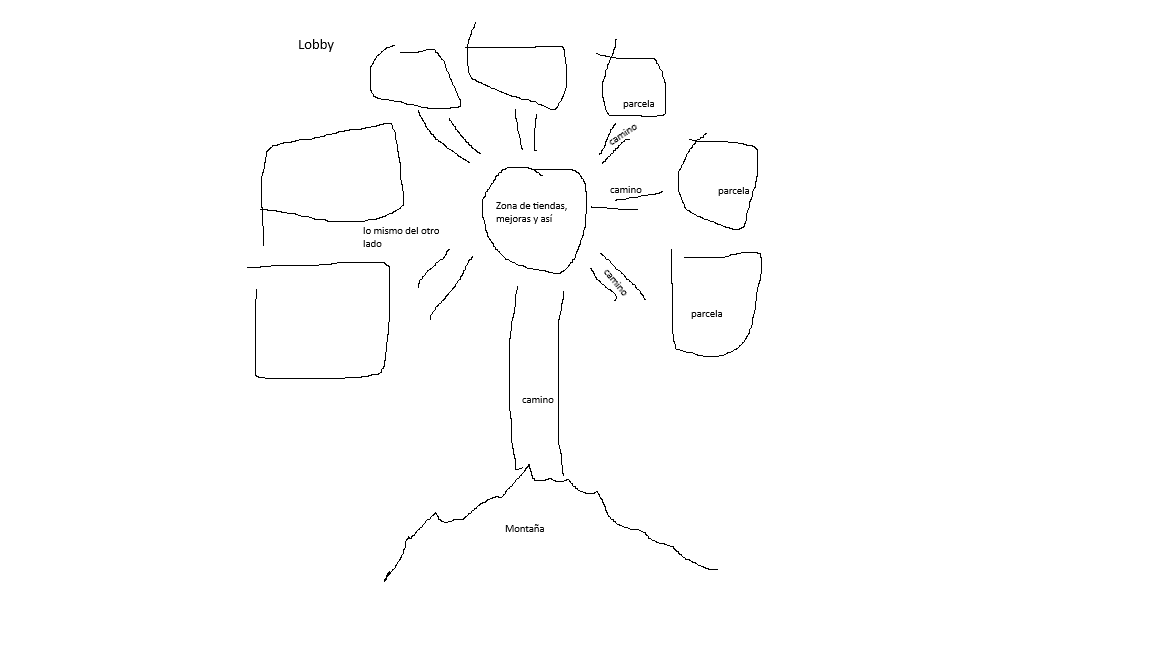 Lobby
parcela
camino
camino
parcela
Zona de tiendas,
mejoras y así
lo mismo del otro
lado
camino
parcela
camino
Montaña